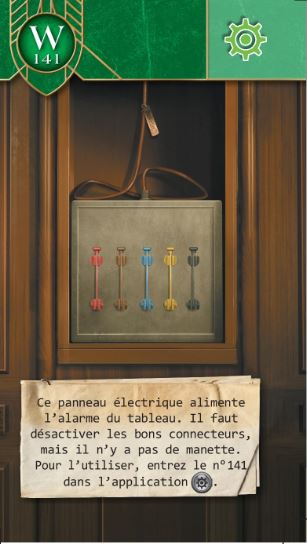 W
141
Ce panneau électrique alimente
l'alarme du tableau. Il faut
désactiver les bons connecteurs,
mais il n'y a pas de manette.
Pour l'utiliser, entrez le nº141
dans l'application .